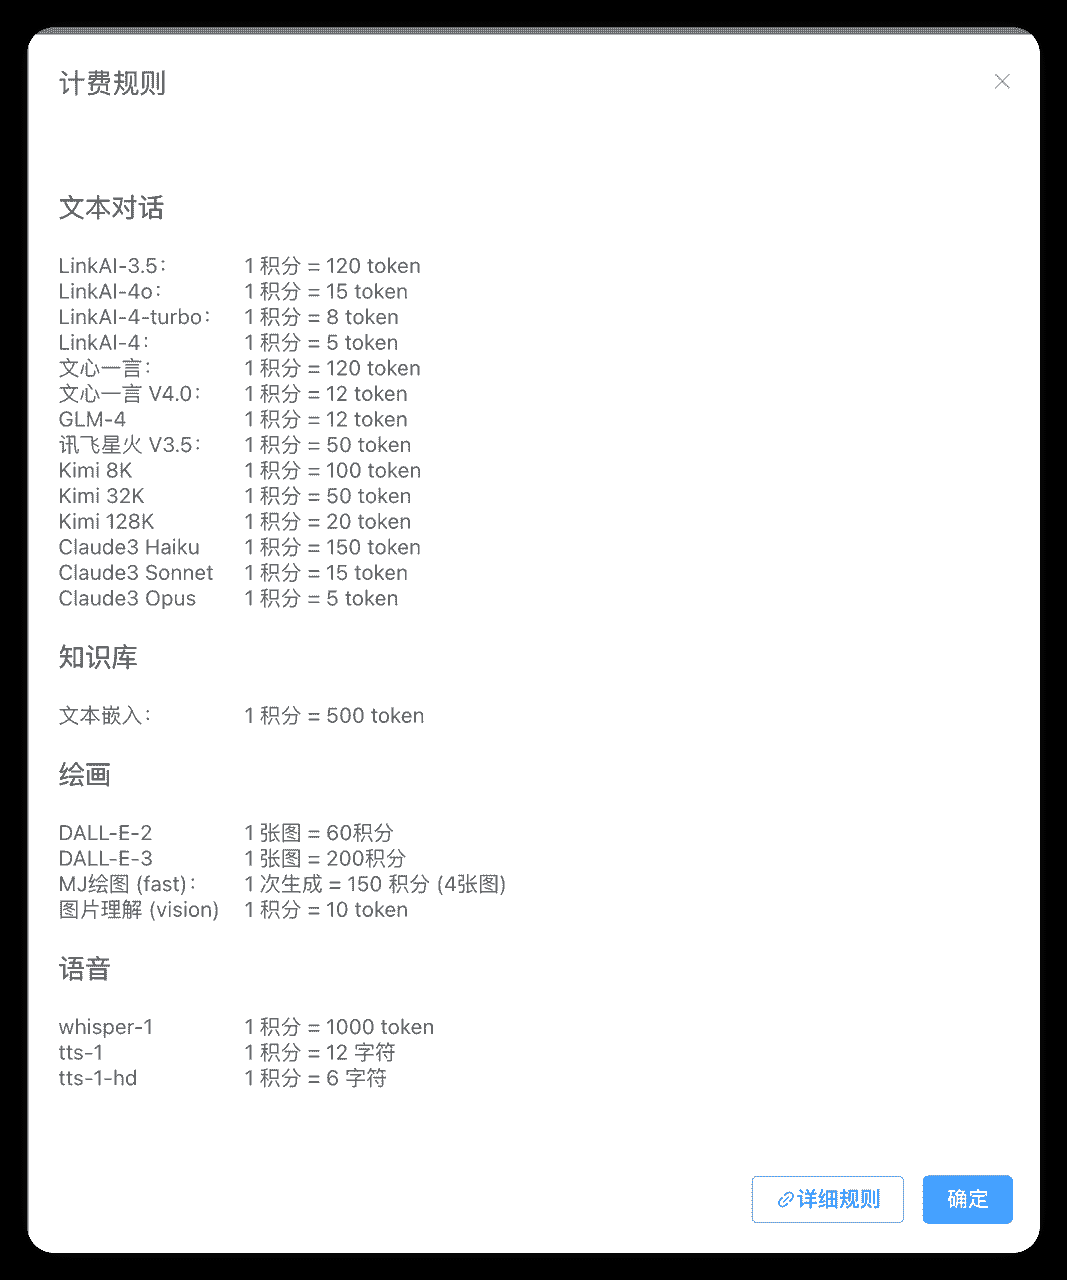 计费规则
文本对话
LinkAI-3.5： 1 积分 = 120 token
LinkAI-4o： 1 积分 = 15 token
LinkAI-4-turbo： 1 积分 = 8 token
LinkAI-4： 1 积分 = 5 token
文心一言： 1 积分 = 120 token
文心一言 V4.0： 1 积分 = 12 token
GLM-4 1 积分 = 12 token
讯飞星火 V3.5： 1 积分 = 50 token
Kimi 8K 1 积分 = 100 token
Kimi 32K 1 积分 = 50 token
Kimi 128K 1 积分 = 20 token
Claude3 Haiku 1 积分 = 150 token
Claude3 Sonnet 1 积分 = 15 token
Claude3 Opus 1 积分 = 5 token
知识库
文本嵌入： 1 积分 = 500 token
绘画
DALL-E-2 1 张图 = 60积分
DALL-E-3 1 张图 = 200积分
MJ绘图 (fast)： 1 次生成 = 150 积分 (4张图)
图片理解 (vision) 1 积分 = 10 token
语音
whisper-1 1 积分 = 1000 token
tts-1 1 积分 = 12 字符
tts-1-hd 1 积分 = 6 字符
详细规则 确定